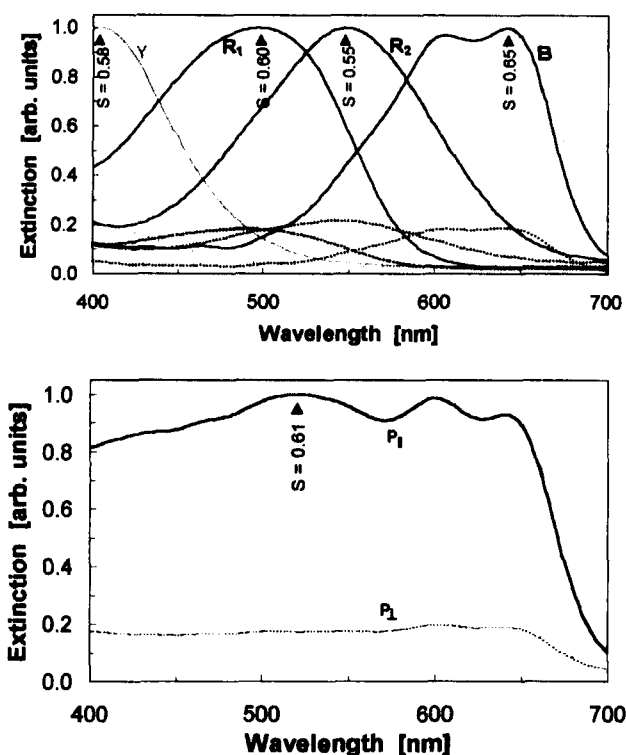 Extinction [arb. units]
1.0
0.8
0.6
0.4
0.2
0.0
Y
R₁
R₂
B
S = 0.58
S = 0.60
S = 0.55
S = 0.65
400
500
600
700
Wavelength [nm]
Extinction [arb. units]
1.0
0.8
0.6
0.4
0.2
0.0
P∥
S = 0.61
P⊥
400
500
600
700
Wavelength [nm]